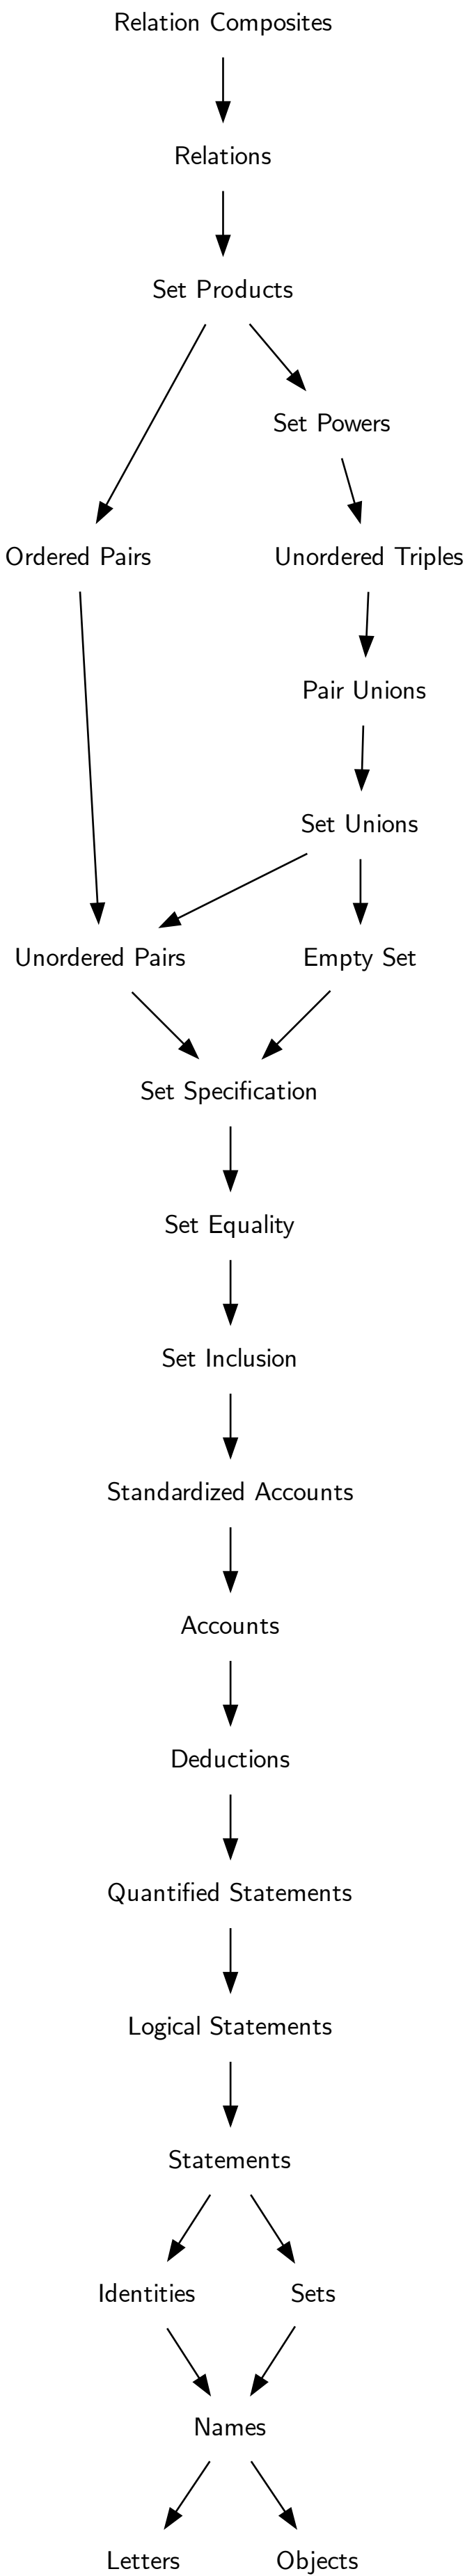 Relation Composites
Relations
Set Products
Set Powers
Ordered Pairs
Unordered Triples
Pair Unions
Set Unions
Unordered Pairs
Empty Set
Set Specification
Set Equality
Set Inclusion
Standardized Accounts
Accounts
Deductions
Quantified Statements
Logical Statements
Statements
Identities
Sets
Names
Letters
Objects